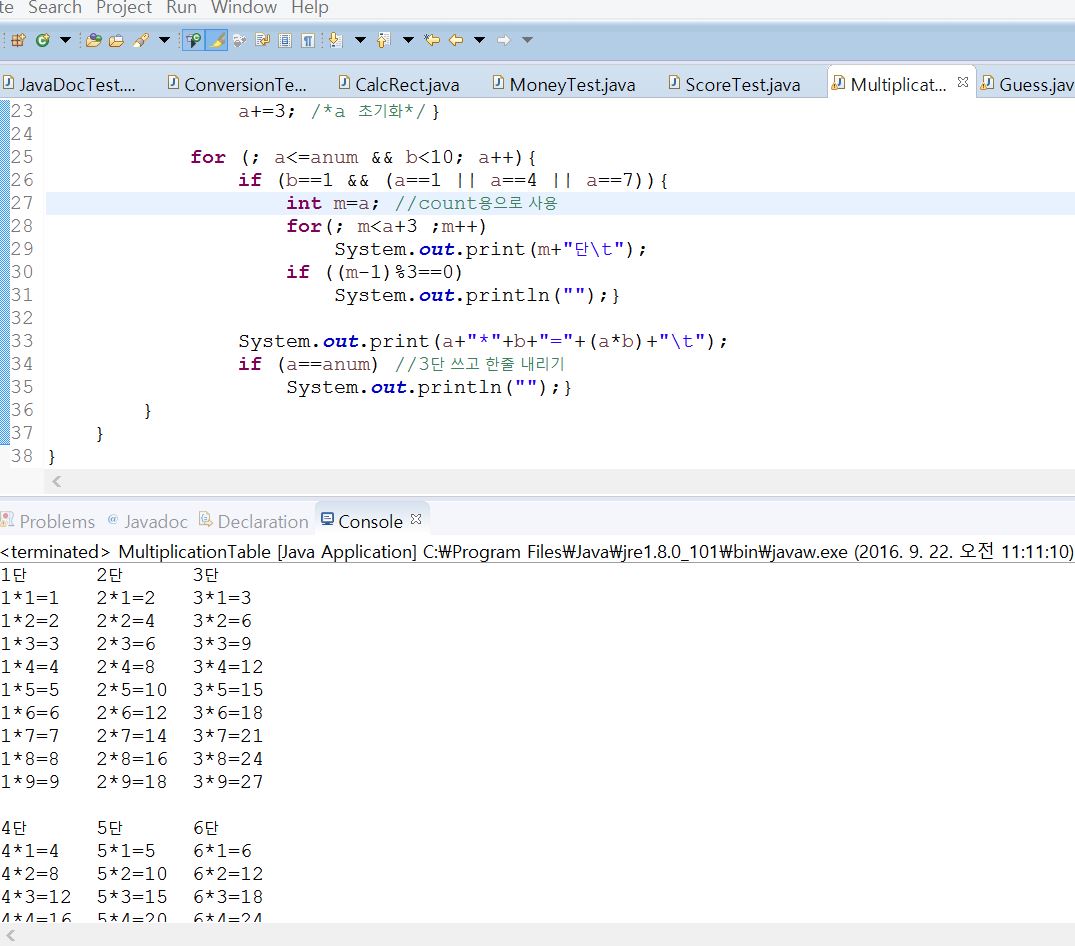 te Search Project Run Window Help
JavaDocTest.... ConversionTe... CalcRect.java MoneyTest.java ScoreTest.java Multiplicat... Guess.jav
23 a+=3; /*a 초기화*/}
24
25 for (; a<=anum && b<10; a++){
26 if (b==1 && (a==1 || a==4 || a==7)){
27 int m=a; //count용으로 사용
28 for(; m<a+3 ;m++)
29 System.out.print(m+"단\t");
30 if ((m-1)%3==0)
31 System.out.println("");}
32
33 System.out.print(a+"*"+b+"="+(a*b)+"\t");
34 if (a==anum) //3단 쓰고 한줄 내리기
35 System.out.println("");}
36 }
37 }
38 }
Problems @ Javadoc Declaration Console
<terminated> MultiplicationTable [Java Application] C:₩Program Files₩Java₩jre1.8.0_101₩bin₩javaw.exe (2016. 9. 22. 오전 11:11:10)
1단 2단 3단
1*1=1 2*1=2 3*1=3
1*2=2 2*2=4 3*2=6
1*3=3 2*3=6 3*3=9
1*4=4 2*4=8 3*4=12
1*5=5 2*5=10 3*5=15
1*6=6 2*6=12 3*6=18
1*7=7 2*7=14 3*7=21
1*8=8 2*8=16 3*8=24
1*9=9 2*9=18 3*9=27
4단 5단 6단
4*1=4 5*1=5 6*1=6
4*2=8 5*2=10 6*2=12
4*3=12 5*3=15 6*3=18
4*4=16 5*4=20 6*4=24